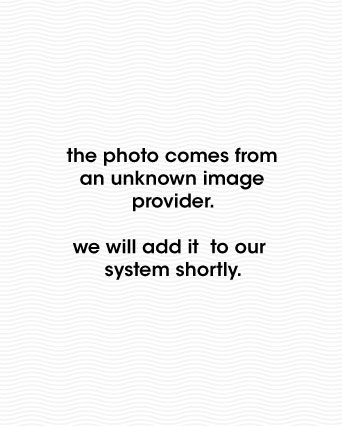 the photo comes from
an unknown image
provider.
we will add it  to our
system shortly.